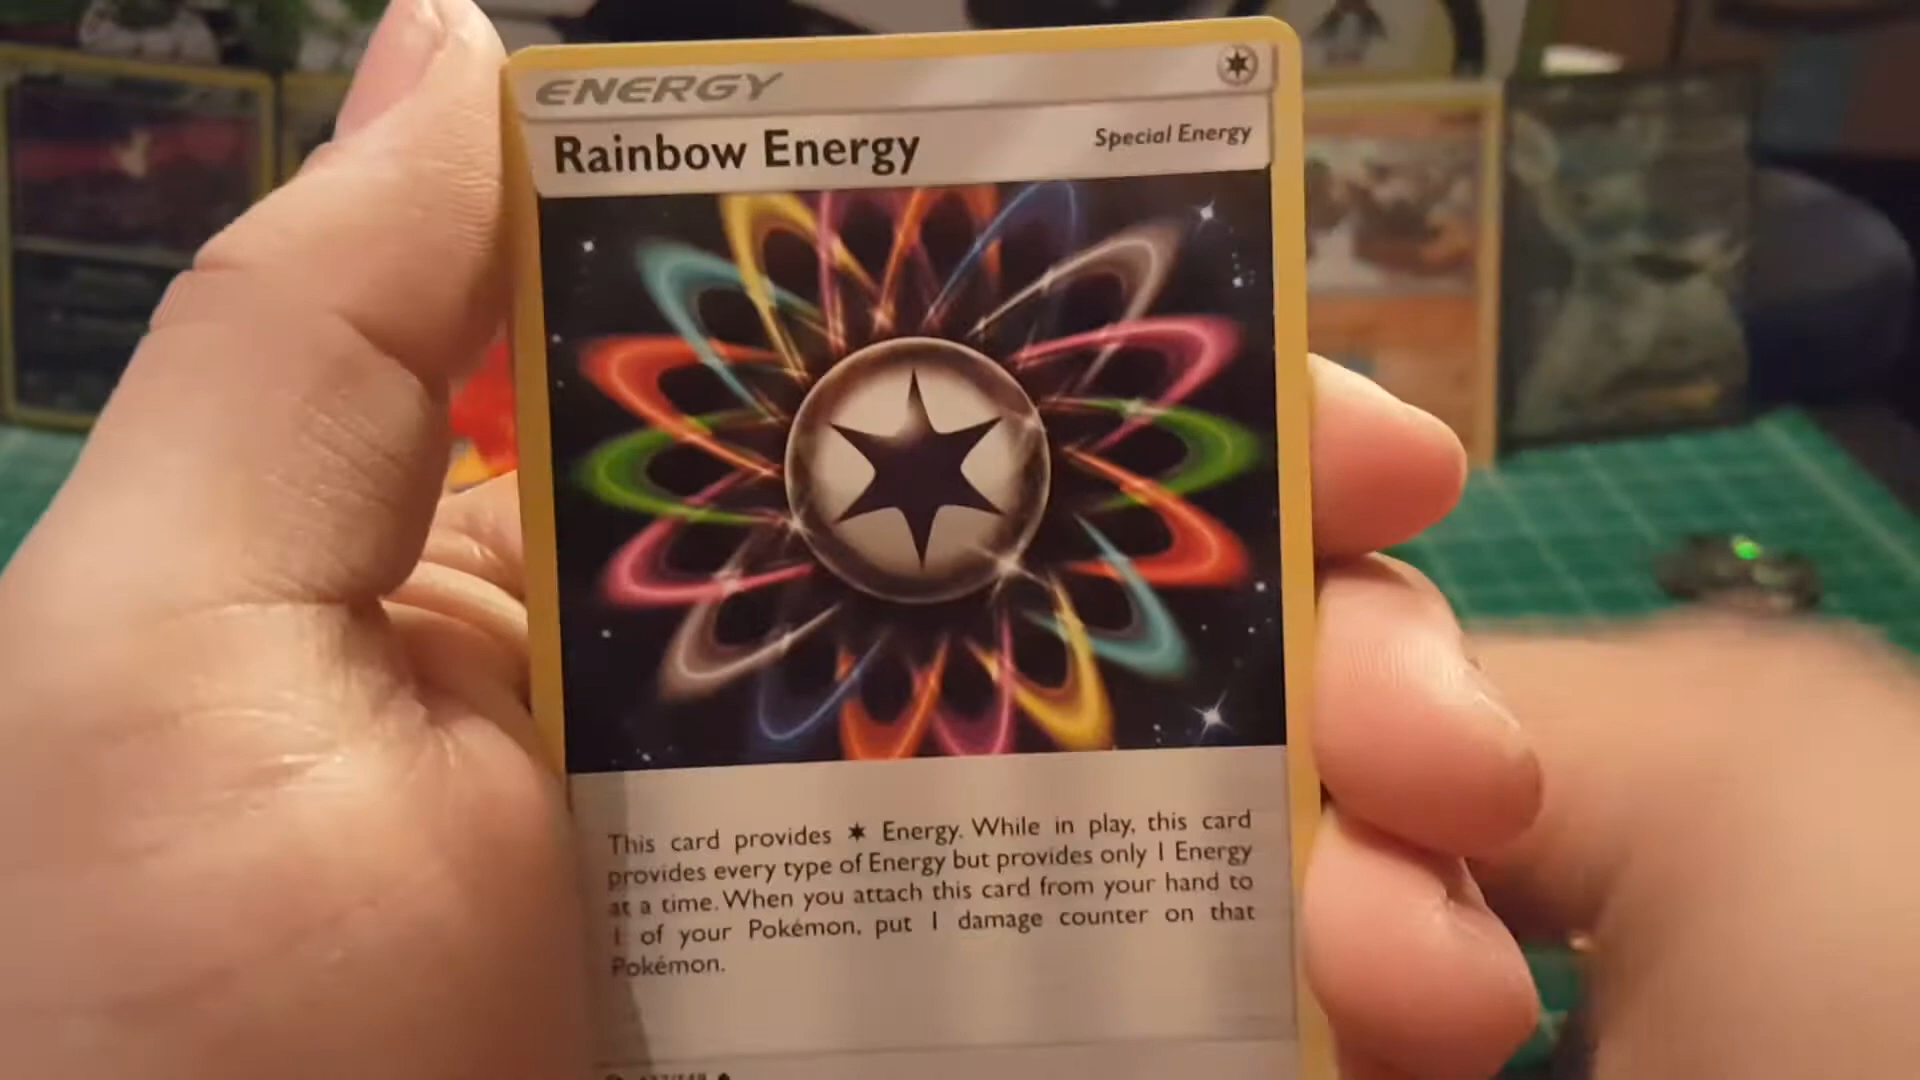 ENERGY
Rainbow Energy
Special Energy
This card provides ✶ Energy. While in play, this card
provides every type of Energy but provides only 1 Energy
at a time. When you attach this card from your hand to
1 of your Pokémon, put 1 damage counter on that
Pokémon.